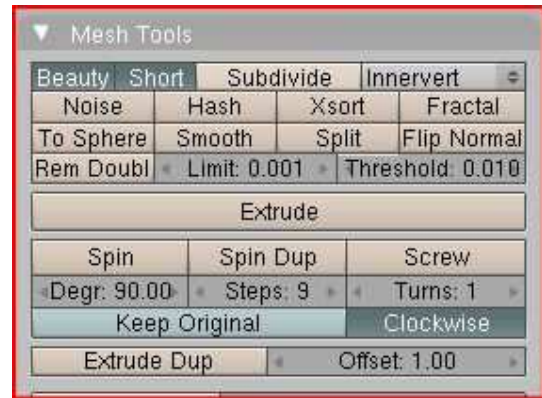 Mesh Tools
Beauty Short Subdivide Innervert
Noise Hash Xsort Fractal
To Sphere Smooth Split Flip Normal
Rem Doubl Limit: 0.001 Threshold: 0.010
Extrude
Spin Spin Dup Screw
Degr: 90.00 Steps: 9 Turns: 1
Keep Original Clockwise
Extrude Dup Offset: 1.00